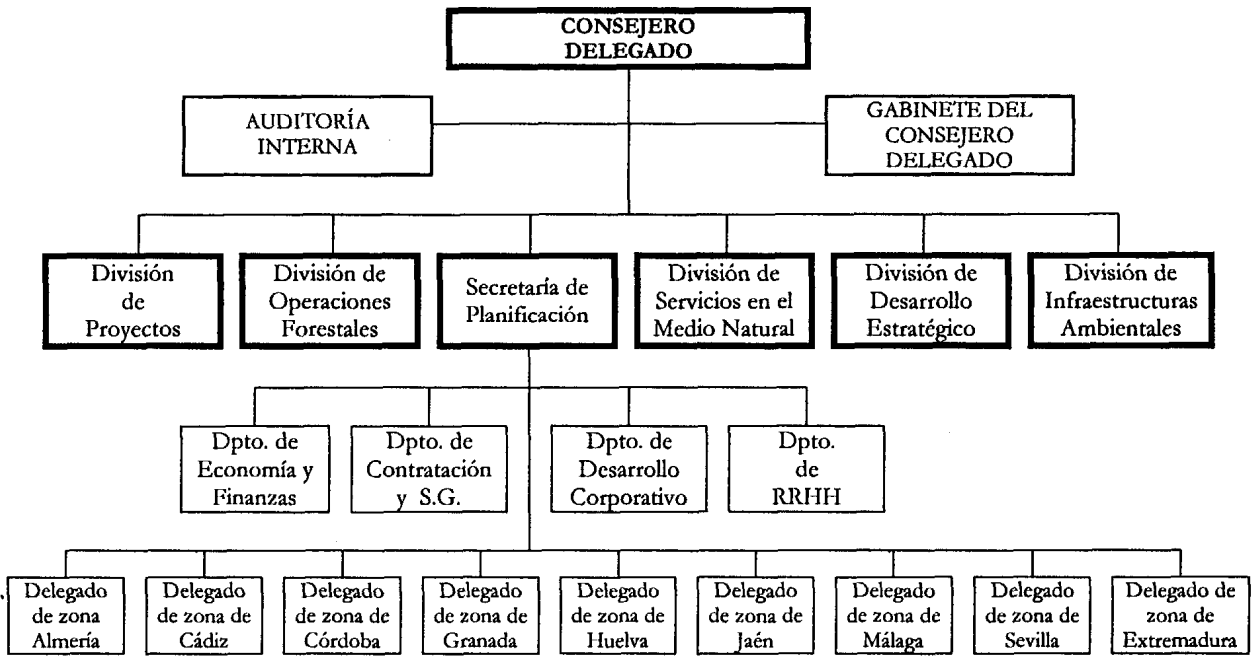 CONSEJERO
DELEGADO
AUDITORÍA
INTERNA
GABINETE DEL
CONSEJERO
DELEGADO
División
de
Proyectos
División de
Operaciones
Forestales
Secretaría de
Planificación
División de
Servicios en el
Medio Natural
División de
Desarrollo
Estratégico
División de
Infraestructuras
Ambientales
Dpto. de
Economía y
Finanzas
Dpto. de
Contratación
y S.G.
Dpto. de
Desarrollo
Corporativo
Dpto.
de
RRHH
Delegado
de zona
Almería
Delegado
de zona de
Cádiz
Delegado
de zona de
Córdoba
Delegado
de zona de
Granada
Delegado
de zona de
Huelva
Delegado
de zona de
Jaén
Delegado
de zona de
Málaga
Delegado
de zona de
Sevilla
Delegado de
zona de
Extremadura